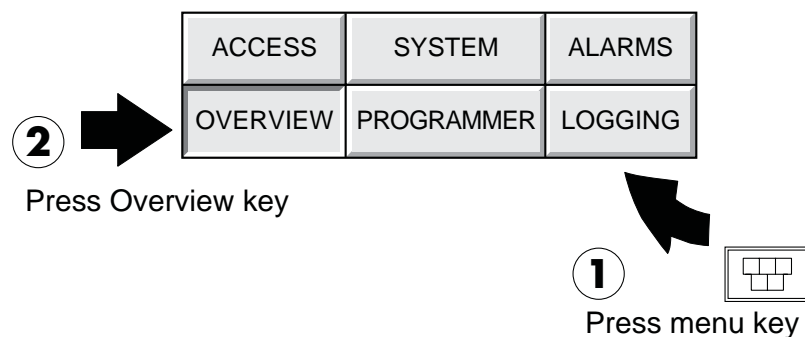 ACCESS SYSTEM ALARMS
OVERVIEW PROGRAMMER LOGGING
2
Press Overview key
1
Press menu key